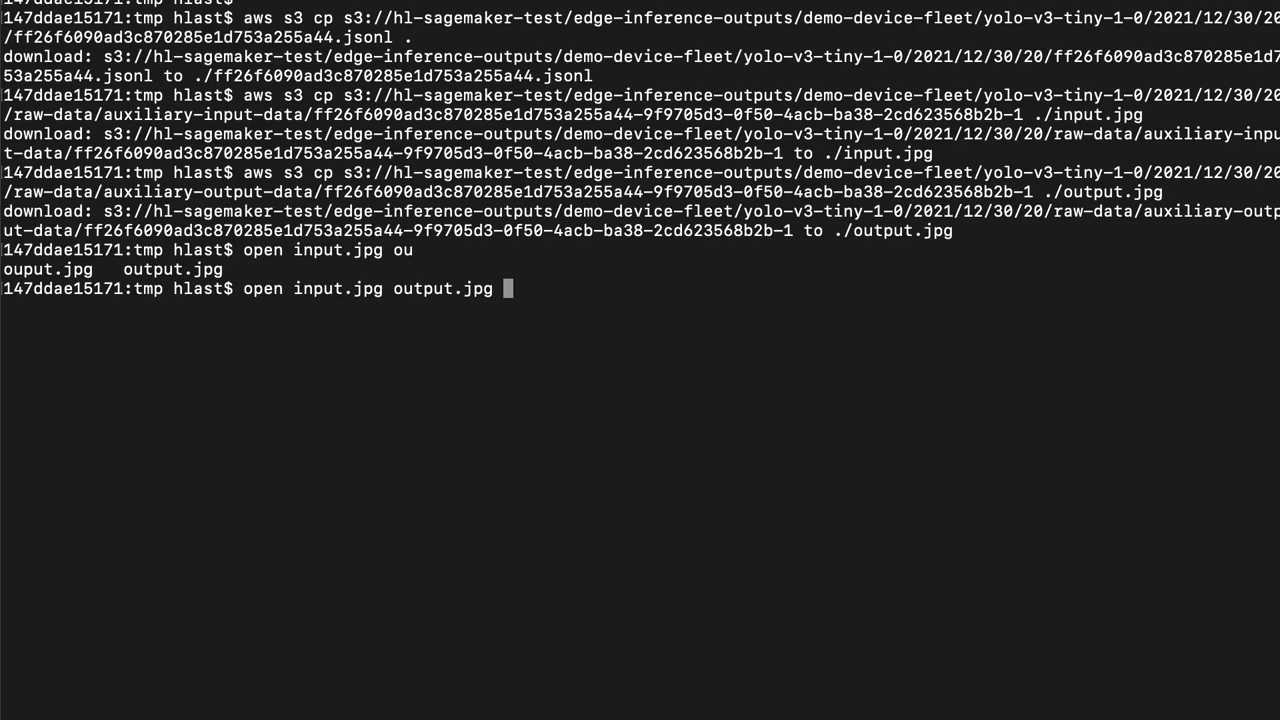 147ddae15171:tmp hlast$
147ddae15171:tmp hlast$ aws s3 cp s3://hl-sagemaker-test/edge-inference-outputs/demo-device-fleet/yolo-v3-tiny-1-0/2021/12/30/20
/ff26f6090ad3c870285e1d753a255a44.jsonl .
download: s3://hl-sagemaker-test/edge-inference-outputs/demo-device-fleet/yolo-v3-tiny-1-0/2021/12/30/20/ff26f6090ad3c870285e1d7
53a255a44.jsonl to ./ff26f6090ad3c870285e1d753a255a44.jsonl
147ddae15171:tmp hlast$ aws s3 cp s3://hl-sagemaker-test/edge-inference-outputs/demo-device-fleet/yolo-v3-tiny-1-0/2021/12/30/20
/raw-data/auxiliary-input-data/ff26f6090ad3c870285e1d753a255a44-9f9705d3-0f50-4acb-ba38-2cd623568b2b-1 ./input.jpg
download: s3://hl-sagemaker-test/edge-inference-outputs/demo-device-fleet/yolo-v3-tiny-1-0/2021/12/30/20/raw-data/auxiliary-inpu
t-data/ff26f6090ad3c870285e1d753a255a44-9f9705d3-0f50-4acb-ba38-2cd623568b2b-1 to ./input.jpg
147ddae15171:tmp hlast$ aws s3 cp s3://hl-sagemaker-test/edge-inference-outputs/demo-device-fleet/yolo-v3-tiny-1-0/2021/12/30/20
/raw-data/auxiliary-output-data/ff26f6090ad3c870285e1d753a255a44-9f9705d3-0f50-4acb-ba38-2cd623568b2b-1 ./output.jpg
download: s3://hl-sagemaker-test/edge-inference-outputs/demo-device-fleet/yolo-v3-tiny-1-0/2021/12/30/20/raw-data/auxiliary-outp
ut-data/ff26f6090ad3c870285e1d753a255a44-9f9705d3-0f50-4acb-ba38-2cd623568b2b-1 to ./output.jpg
147ddae15171:tmp hlast$ open input.jpg ou
ouput.jpg   output.jpg
147ddae15171:tmp hlast$ open input.jpg output.jpg